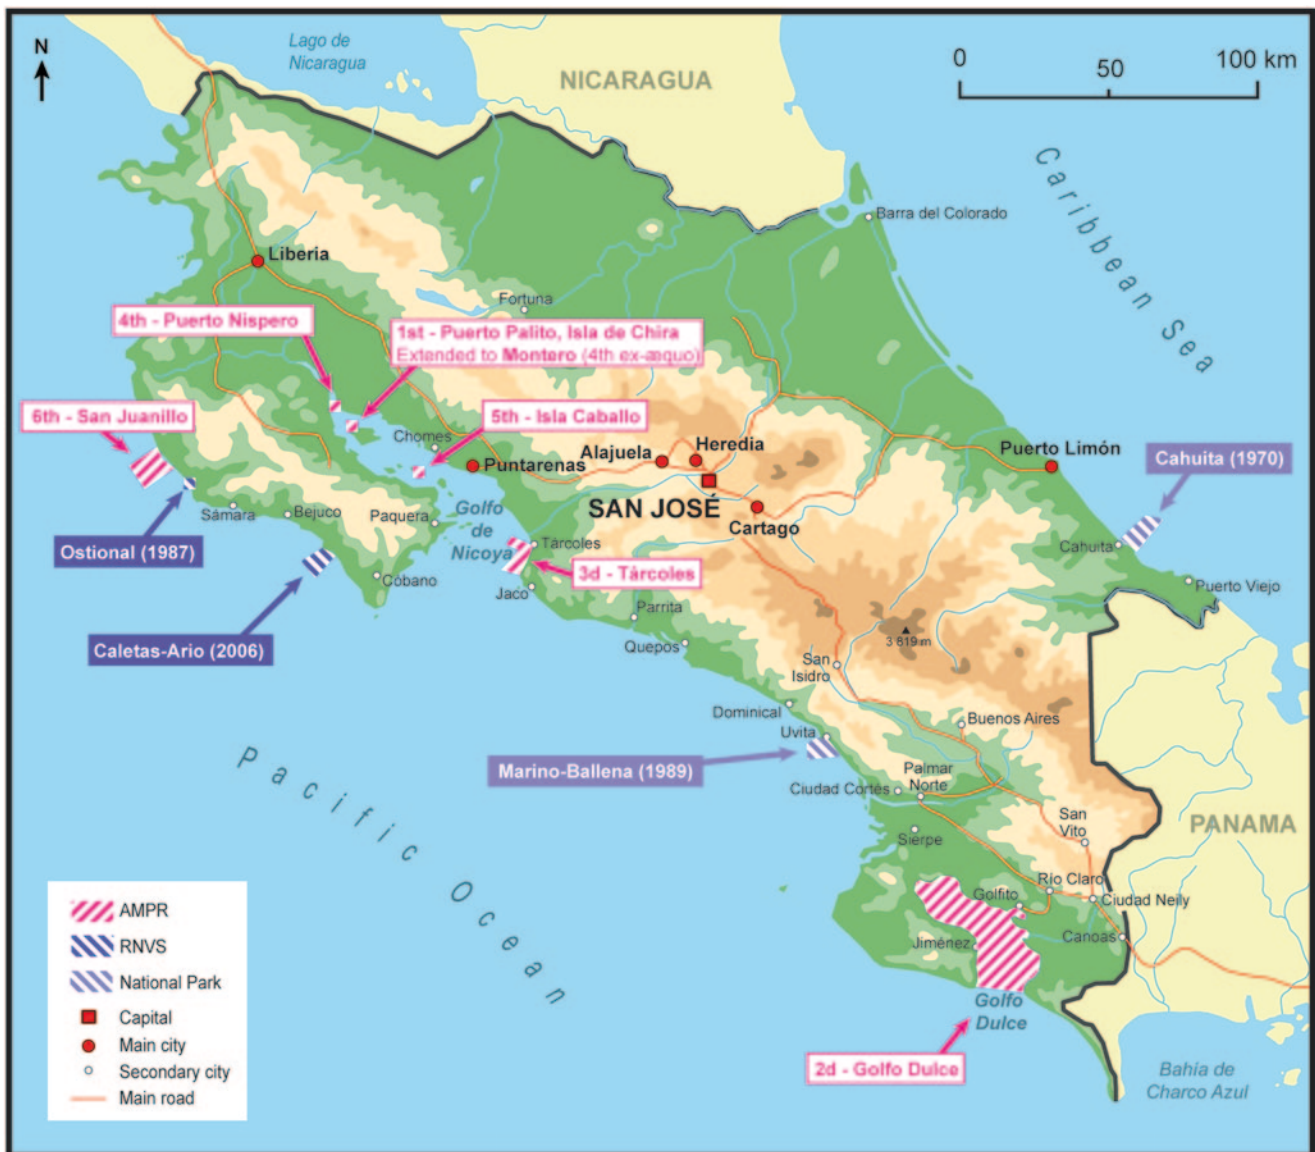 N
Lago de
Nicaragua
NICARAGUA
0 50 100 km
Caribbean Sea
Barra del Colorado
Liberia
Fortuna
4th - Puerto Nispero
1st - Puerto Palito, Isla de Chira
Extended to Montero (4th ex-æquo)
6th - San Juanillo
5th - Isla Caballo
Chomes
Puntarenas
Alajuela
Heredia
Puerto Limón
Cahuita (1970)
SAN JOSÉ
Cartago
Sámara
Bejuco
Paquera
Golfo
de
Nicoya
Tárcoles
Cahuita
Ostional (1987)
Cóbano
3d - Tárcoles
Jaco
Puerto Viejo
Parrita
Caletas-Ario (2006)
Quepos
3 819 m
San
Isidro
Dominical
Buenos Aires
Uvita
Pacific Ocean
Marino-Ballena (1989)
Palmar
Norte
Ciudad Cortés
San
Vito
PANAMA
Sierpe
Río Claro
Golfito
Ciudad Neily
Jiménez
Canoas
Golfo
Dulce
2d - Golfo Dulce
Bahía de
Charco Azul
AMPR
RNVS
National Park
Capital
Main city
Secondary city
Main road